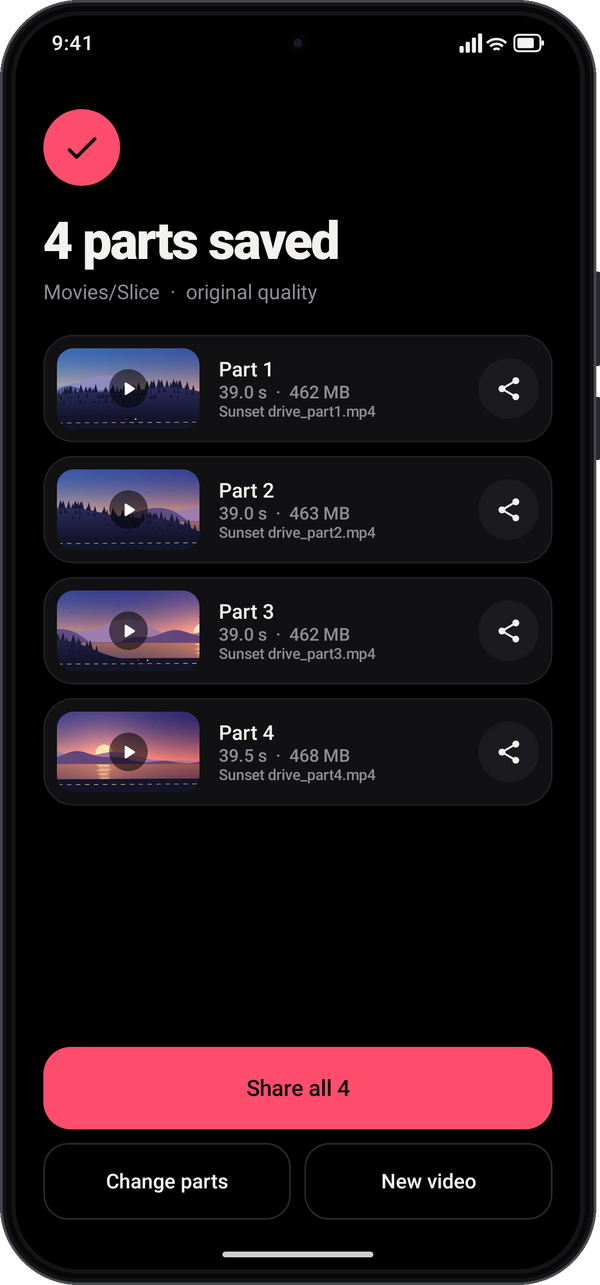 9:41
4 parts saved
Movies/Slice · original quality
Part 1
39.0 s · 462 MB
Sunset drive_part1.mp4
Part 2
39.0 s · 463 MB
Sunset drive_part2.mp4
Part 3
39.0 s · 462 MB
Sunset drive_part3.mp4
Part 4
39.5 s · 468 MB
Sunset drive_part4.mp4
Share all 4
Change parts
New video